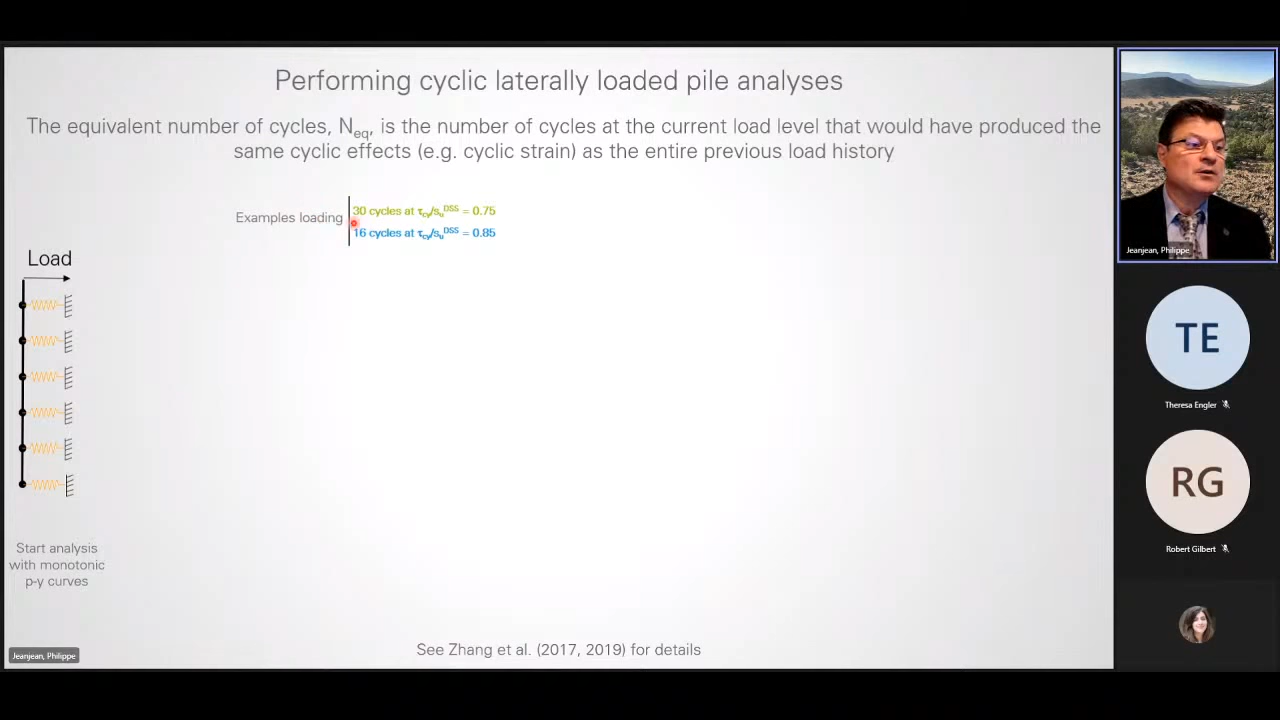 Performing cyclic laterally loaded pile analyses
The equivalent number of cycles, Neq, is the number of cycles at the current load level that would have produced the
same cyclic effects (e.g. cyclic strain) as the entire previous load history
Examples loading
30 cycles at τcy/suDSS = 0.75
16 cycles at τcy/suDSS = 0.85
Load
Start analysis
with monotonic
p-y curves
See Zhang et al. (2017, 2019) for details
Jeanjean, Philippe
Jeanjean, Philippe
TE
Theresa Engler
RG
Robert Gilbert